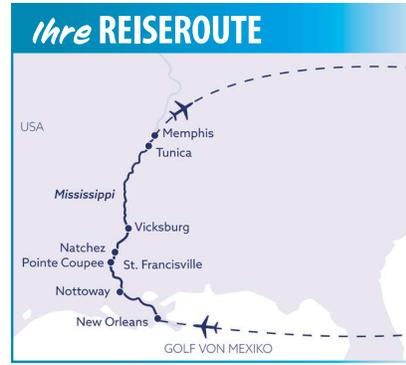 Ihre REISEROUTE
USA
Memphis
Tunica
Mississippi
Vicksburg
Natchez
Pointe Coupee
St. Francisville
Nottoway
New Orleans
GOLF VON MEXIKO